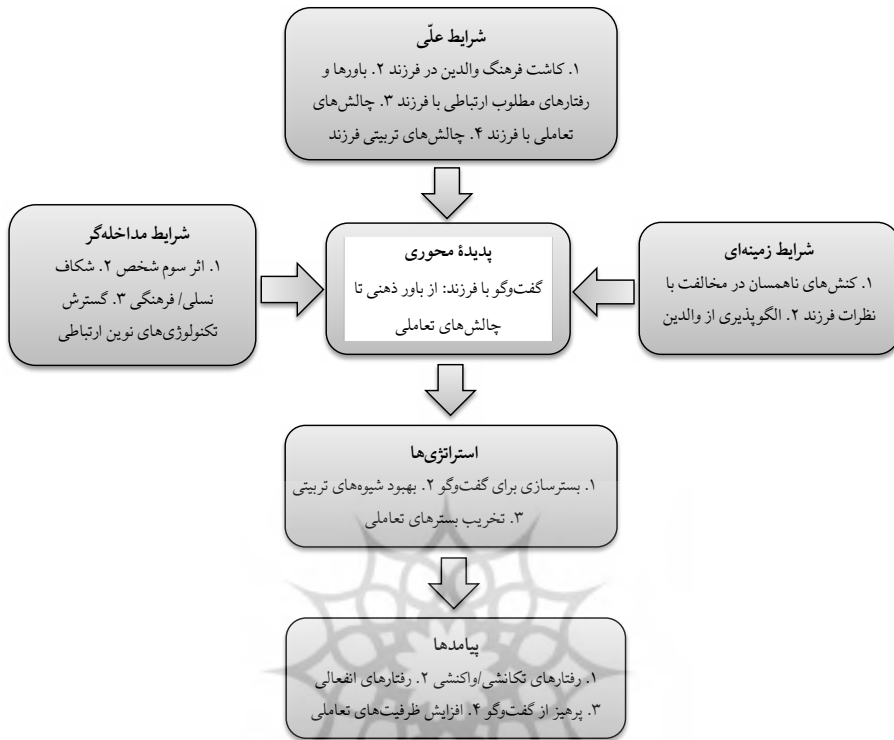 شرایط علّی
۱. کاشت فرهنگ والدین در فرزند ۲. باورها و
رفتارهای مطلوب ارتباطی با فرزند ۳. چالش‌های
تعاملی با فرزند ۴. چالش‌های تربیتی فرزند
شرایط زمینه‌ای
۱. کنش‌های ناهمسان در مخالفت با
نظرات فرزند ۲. الگوپذیری از والدین
پدیدۀ محوری
گفت‌وگو با فرزند: از باور ذهنی تا
چالش‌های تعاملی
شرایط مداخله‌گر
۱. اثر سوم شخص ۲. شکاف
نسلی/ فرهنگی ۳. گسترش
تکنولوژی‌های نوین ارتباطی
استراتژی‌ها
۱. بسترسازی برای گفت‌وگو ۲. بهبود شیوه‌های تربیتی
۳. تخریب بسترهای تعاملی
پیامدها
۱. رفتارهای تکانشی/واکنشی ۲. رفتارهای انفعالی
۳. پرهیز از گفت‌وگو ۴. افزایش ظرفیت‌های تعاملی